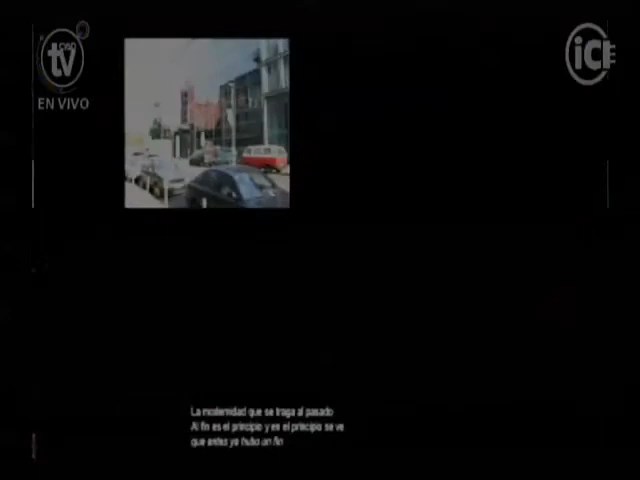 tv
EN VIVO
iCE
La modernidad que se traga al pasado
Al fin es el principio y en el principio se ve
que antes ya hubo un fin